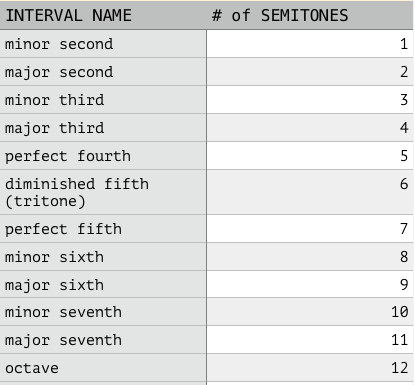 INTERVAL NAME # of SEMITONES
minor second 1
major second 2
minor third 3
major third 4
perfect fourth 5
diminished fifth 6
(tritone)
perfect fifth 7
minor sixth 8
major sixth 9
minor seventh 10
major seventh 11
octave 12